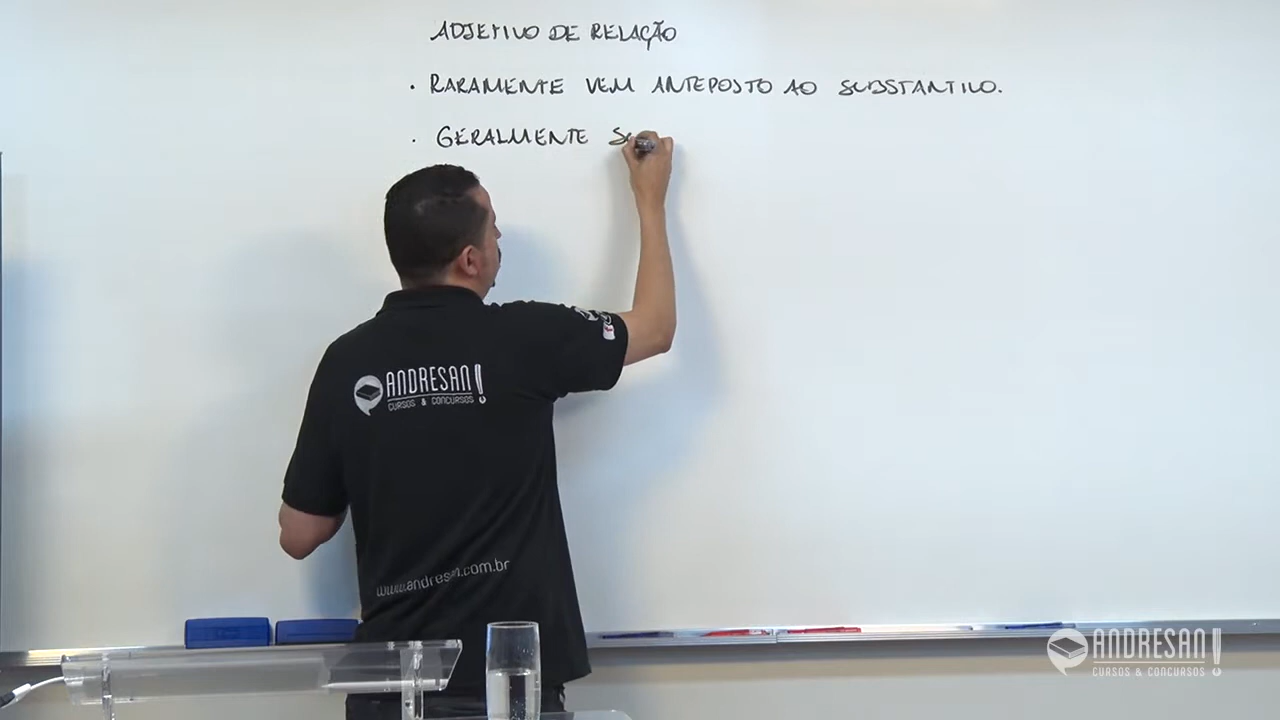 ADJETIVO DE RELAÇÃO
• RARAMENTE VEM ANTEPOSTO AO SUBSTANTIVO.
• GERALMENTE
ANDRESAN!
CURSOS & CONCURSOS
www.andresan.com.br
ANDRESAN!
CURSOS & CONCURSOS